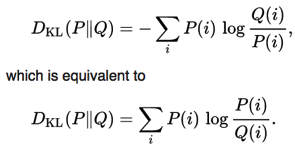 D_KL(P‖Q) = − ∑_i P(i) log Q(i)/P(i),
which is equivalent to
D_KL(P‖Q) = ∑_i P(i) log P(i)/Q(i).